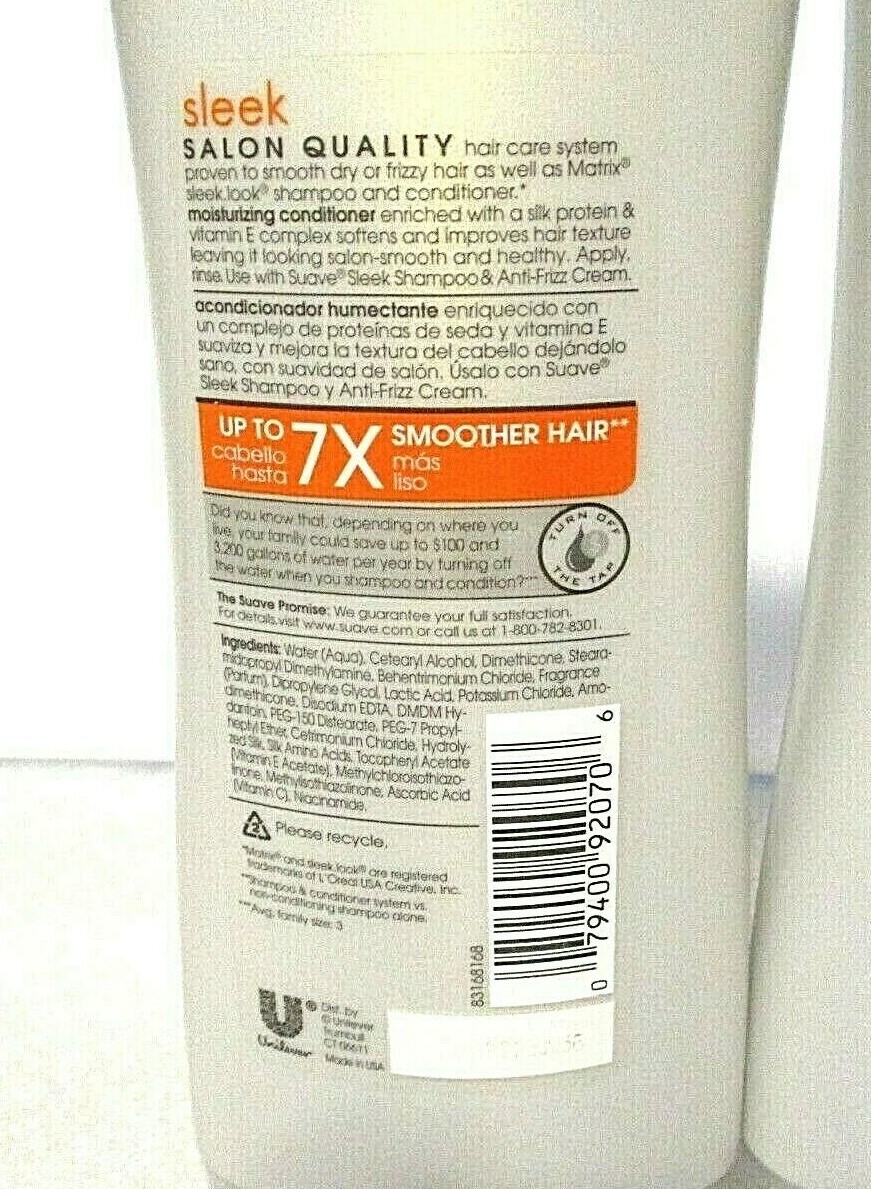 sleek
SALON QUALITY hair care system
proven to smooth dry or frizzy hair as well as Matrix®
sleek.look® shampoo and conditioner.*
moisturizing conditioner enriched with a silk protein &
vitamin E complex softens and improves hair texture
leaving it looking salon-smooth and healthy. Apply,
rinse. Use with Suave® Sleek Shampoo & Anti-Frizz Cream.
acondicionador humectante enriquecido con
un complejo de proteínas de seda y vitamina E
suaviza y mejora la textura del cabello dejándolo
sano, con suavidad de salón. Úsalo con Suave®
Sleek Shampoo y Anti-Frizz Cream.
UP TO 7X SMOOTHER HAIR**
cabello más
hasta liso
Did you know that, depending on where you
live, your family could save up to $100 and
3,200 gallons of water per year by turning off
the water when you shampoo and condition?***
TURN OFF
THE TAP
The Suave Promise: We guarantee your full satisfaction.
For details, visit www.suave.com or call us at 1-800-782-8301.
Ingredients: Water (Aqua), Cetearyl Alcohol, Dimethicone, Steara-
midopropyl Dimethylamine, Behentrimonium Chloride, Fragrance
(Parfum), Dipropylene Glycol, Lactic Acid, Potassium Chloride, Amo-
dimethicone, Disodium EDTA, DMDM Hy-
dantoin, PEG-150 Distearate, PEG-7 Propyl-
heptyl Ether, Cetrimonium Chloride, Hydroly-
zed Silk, Silk Amino Acids, Tocopheryl Acetate
(Vitamin E Acetate), Methylchloroisothiazo-
linone, Methylisothiazolinone, Ascorbic Acid
(Vitamin C), Niacinamide.
2 Please recycle.
*Matrix® and sleek.look® are registered
trademarks of L'Oreal USA Creative, Inc.
**Shampoo & conditioner system vs.
non-conditioning shampoo alone.
***Avg. family size: 3
0 79400 92070 6
83168168
Unilever
® Dist. by
© Unilever
Trumbull
CT 06611
Made in USA